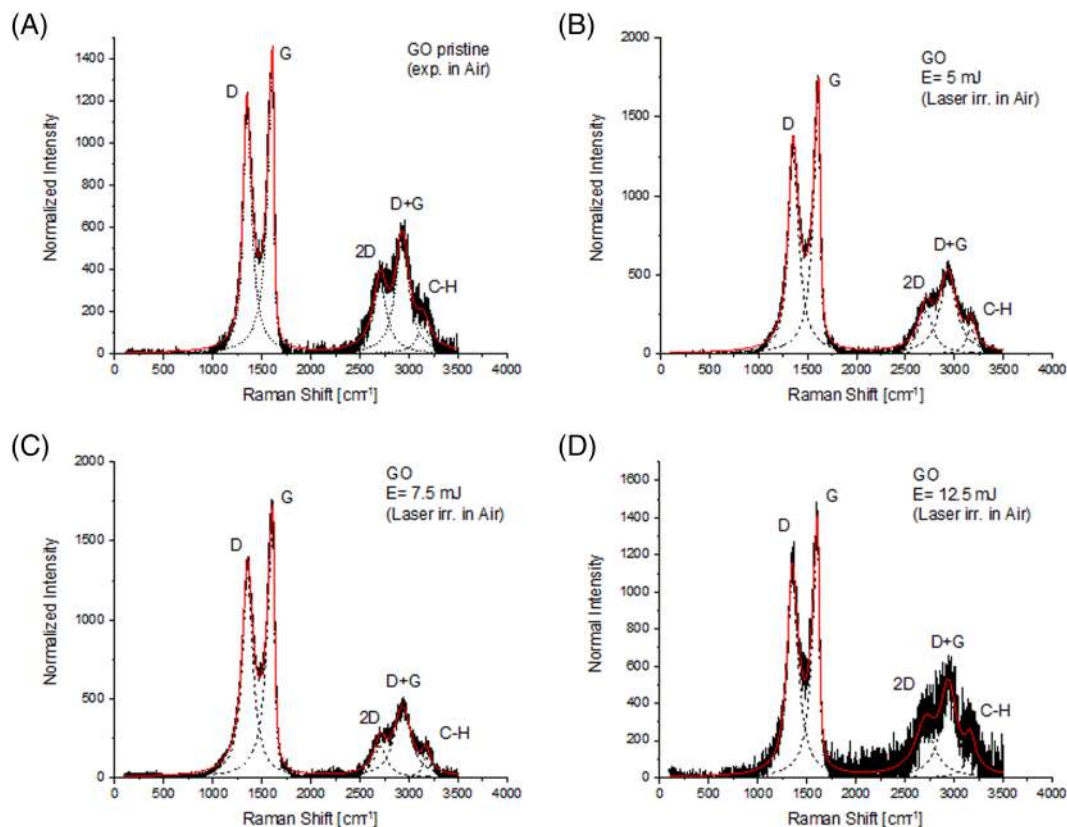 (A)
1400
1200
1000
800
600
400
200
0
Normalized Intensity
D
G
2D
D+G
C-H
GO pristine
(exp. in Air)
0 500 1000 1500 2000 2500 3000 3500 4000
Raman Shift [cm⁻¹]
(B)
2000
1500
1000
500
0
Normalized Intensity
D
G
2D
D+G
C-H
GO
E= 5 mJ
(Laser irr. in Air)
0 500 1000 1500 2000 2500 3000 3500 4000
Raman Shift [cm⁻¹]
(C)
2000
1500
1000
500
0
Normalized Intensity
D
G
2D
D+G
C-H
GO
E= 7.5 mJ
(Laser irr. in Air)
0 500 1000 1500 2000 2500 3000 3500 4000
Raman Shift [cm⁻¹]
(D)
1600
1400
1200
1000
800
600
400
200
0
Normal Intensity
D
G
2D
D+G
C-H
GO
E= 12.5 mJ
(Laser irr. in Air)
0 500 1000 1500 2000 2500 3000 3500 4000
Raman Shift [cm⁻¹]